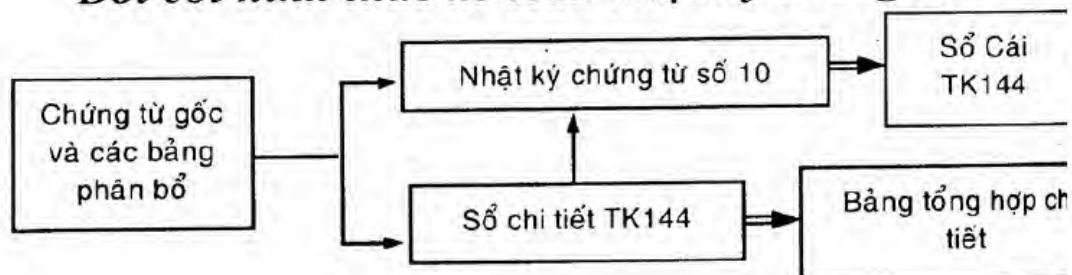 Chứng từ gốc
và các bảng
phân bổ
Nhật ký chứng từ số 10
Sổ Cái
TK144
Sổ chi tiết TK144
Bảng tổng hợp
tiết